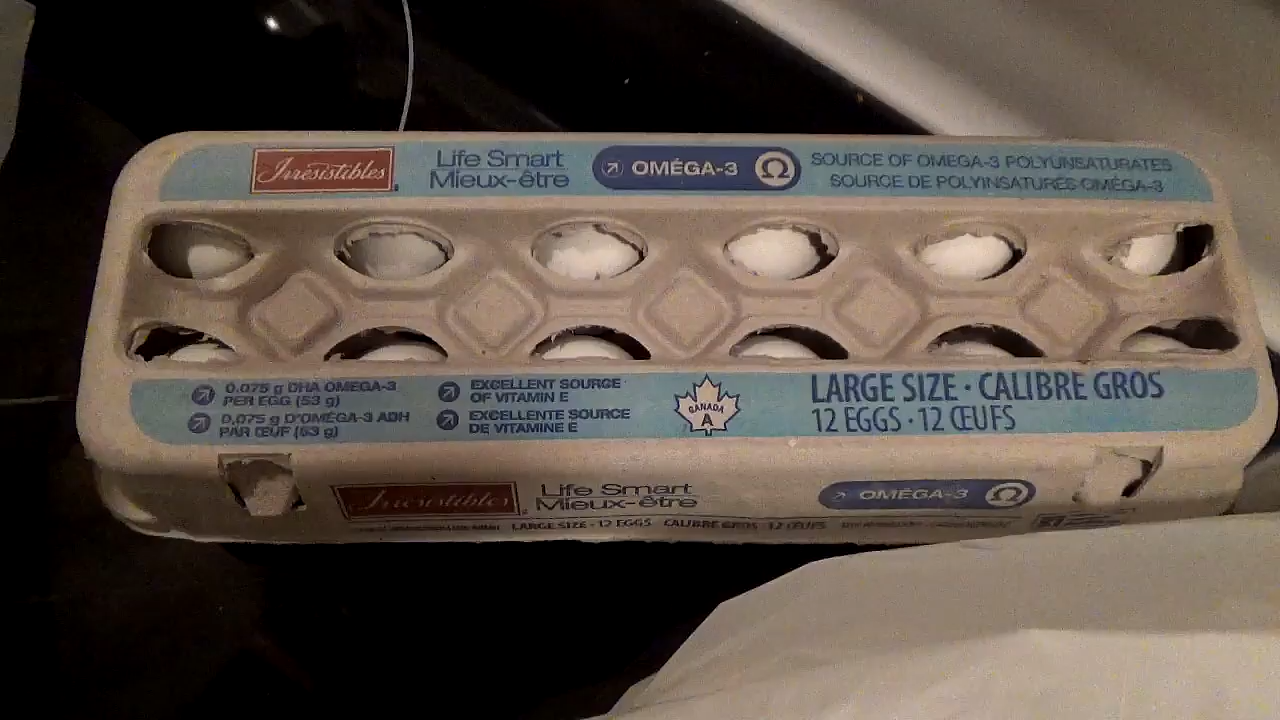 Irresistibles
Life Smart
Mieux-être
OMÉGA-3
SOURCE OF OMEGA-3 POLYUNSATURATES
SOURCE DE POLYINSATURÉS OMÉGA-3
0.075 g DHA OMEGA-3
PER EGG (53 g)
0.075 g D'OMÉGA-3 ADH
PAR ŒUF (53 g)
EXCELLENT SOURCE
OF VITAMIN E
EXCELLENTE SOURCE
DE VITAMINE E
CANADA
A
LARGE SIZE · CALIBRE GROS
12 EGGS · 12 ŒUFS
Irresistibles
Life Smart
Mieux-être
OMÉGA-3
LARGE SIZE · 12 EGGS CALIBRE GROS · 12 ŒUFS